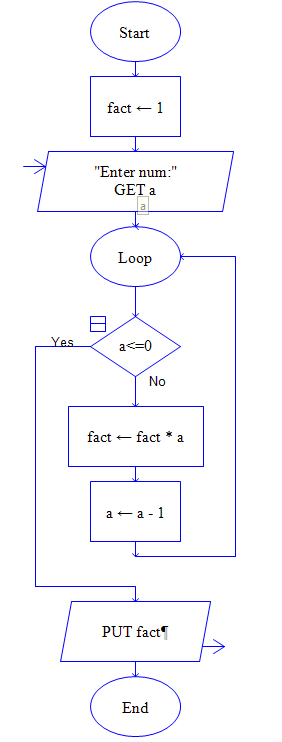 Start
fact ← 1
"Enter num:"
GET a
a
Loop
a<=0
Yes
No
fact ← fact * a
a ← a - 1
PUT fact¶
End